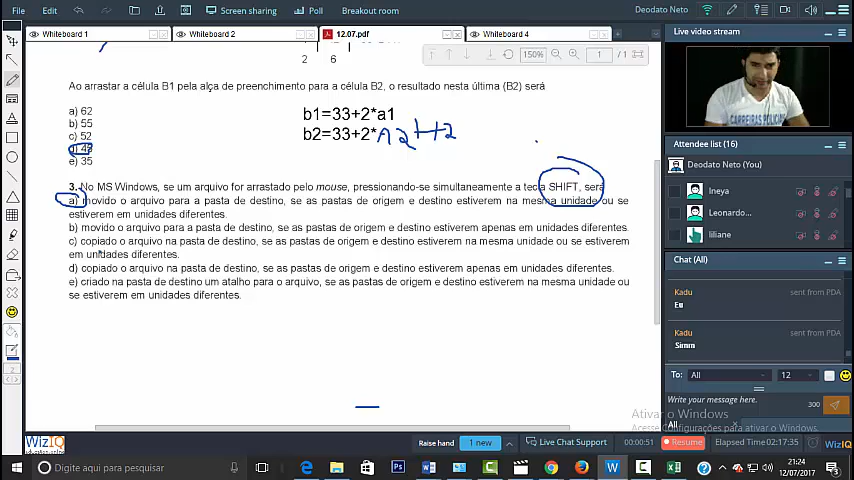 File Edit Screen sharing Poll Breakout room Deodato Neto
Whiteboard 1 Whiteboard 2 12.07.pdf Whiteboard 4
Live video stream
150% 1 / 1
2 6
Ao arrastar a célula B1 pela alça de preenchimento para a célula B2, o resultado nesta última (B2) será
a) 62
b) 55
c) 52
d) 48
e) 35
b1=33+2*a1
b2=33+2*A2
3. No MS Windows, se um arquivo for arrastado pelo mouse, pressionando-se simultaneamente a tecla SHIFT, será
a) movido o arquivo para a pasta de destino, se as pastas de origem e destino estiverem na mesma unidade ou se
estiverem em unidades diferentes.
b) movido o arquivo para a pasta de destino, se as pastas de origem e destino estiverem apenas em unidades diferentes.
c) copiado o arquivo na pasta de destino, se as pastas de origem e destino estiverem na mesma unidade ou se estiverem
em unidades diferentes.
d) copiado o arquivo na pasta de destino, se as pastas de origem e destino estiverem apenas em unidades diferentes.
e) criado na pasta de destino um atalho para o arquivo, se as pastas de origem e destino estiverem na mesma unidade ou
se estiverem em unidades diferentes.
CARREIRAS POLICIAIS
Attendee list (16)
Deodato Neto (You)
Ineya
Leonardo...
liliane
Chat (All)
Kadu sent from PDA
Eu
Kadu sent from PDA
Simm
To: All 12
Write your message here.
300
All
Ativar o Windows
Acesse Configurações para ativar o Windows.
WizIQ
Raise hand 1 new Live Chat Support 00:00:51 Resume Elapsed Time 02:17:35 WizIQ
Digite aqui para pesquisar
21:24
12/07/2017